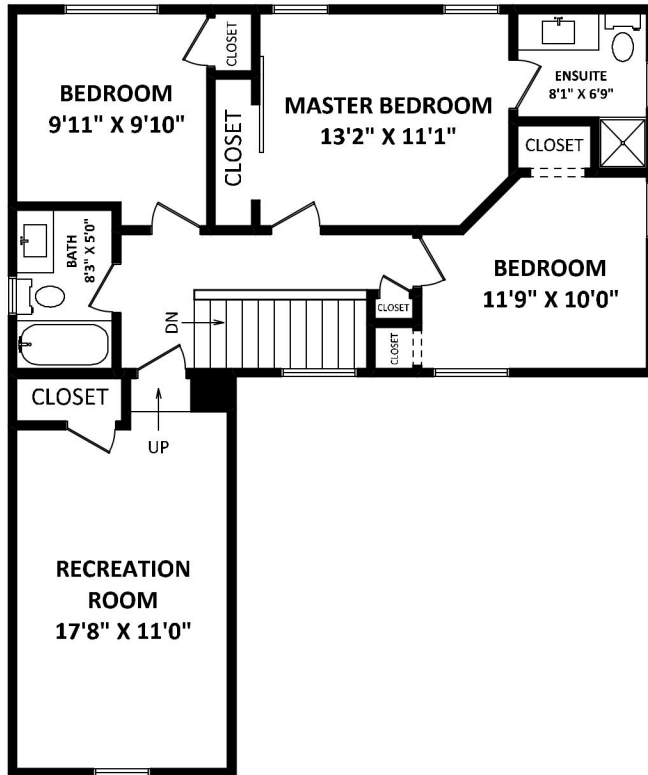 CLOSET
BEDROOM
9'11" X 9'10"
CLOSET
MASTER BEDROOM
13'2" X 11'1"
ENSUITE
8'1" X 6'9"
CLOSET
BATH
8'3" X 5'0"
BEDROOM
11'9" X 10'0"
DN
CLOSET
CLOSET
CLOSET
UP
RECREATION
ROOM
17'8" X 11'0"